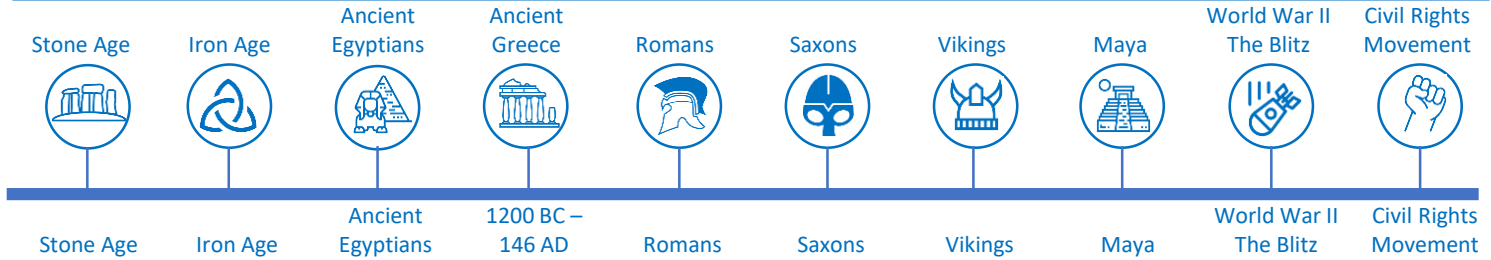 Stone Age
Iron Age
Ancient
Egyptians
Ancient
Greece
Romans
Saxons
Vikings
Maya
World War II
The Blitz
Civil Rights
Movement
Stone Age
Iron Age
Ancient
Egyptians
1200 BC –
146 AD
Romans
Saxons
Vikings
Maya
World War II
The Blitz
Civil Rights
Movement